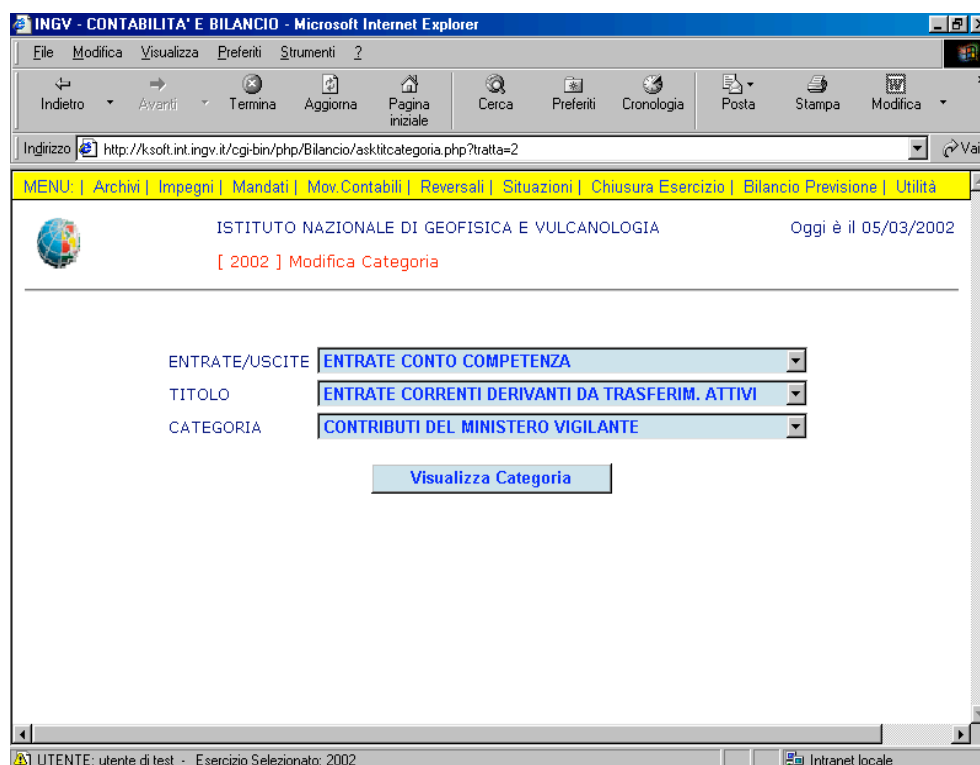 INGV - CONTABILITA' E BILANCIO - Microsoft Internet Explorer
File Modifica Visualizza Preferiti Strumenti ?
Indietro Avanti Termina Aggiorna Pagina iniziale Cerca Preferiti Cronologia Posta Stampa Modifica
Indirizzo http://ksoft.int.ingv.it/cgi-bin/php/Bilancio/asktitcategoria.php?tratta=2 Vai
MENU: | Archivi | Impegni | Mandati | Mov.Contabili | Reversali | Situazioni | Chiusura Esercizio | Bilancio Previsione | Utilità
ISTITUTO NAZIONALE DI GEOFISICA E VULCANOLOGIA Oggi è il 05/03/2002
[ 2002 ] Modifica Categoria
ENTRATE/USCITE ENTRATE CONTO COMPETENZA
TITOLO ENTRATE CORRENTI DERIVANTI DA TRASFERIM. ATTIVI
CATEGORIA CONTRIBUTI DEL MINISTERO VIGILANTE
Visualizza Categoria
UTENTE: utente di test - Esercizio Selezionato: 2002 Intranet locale